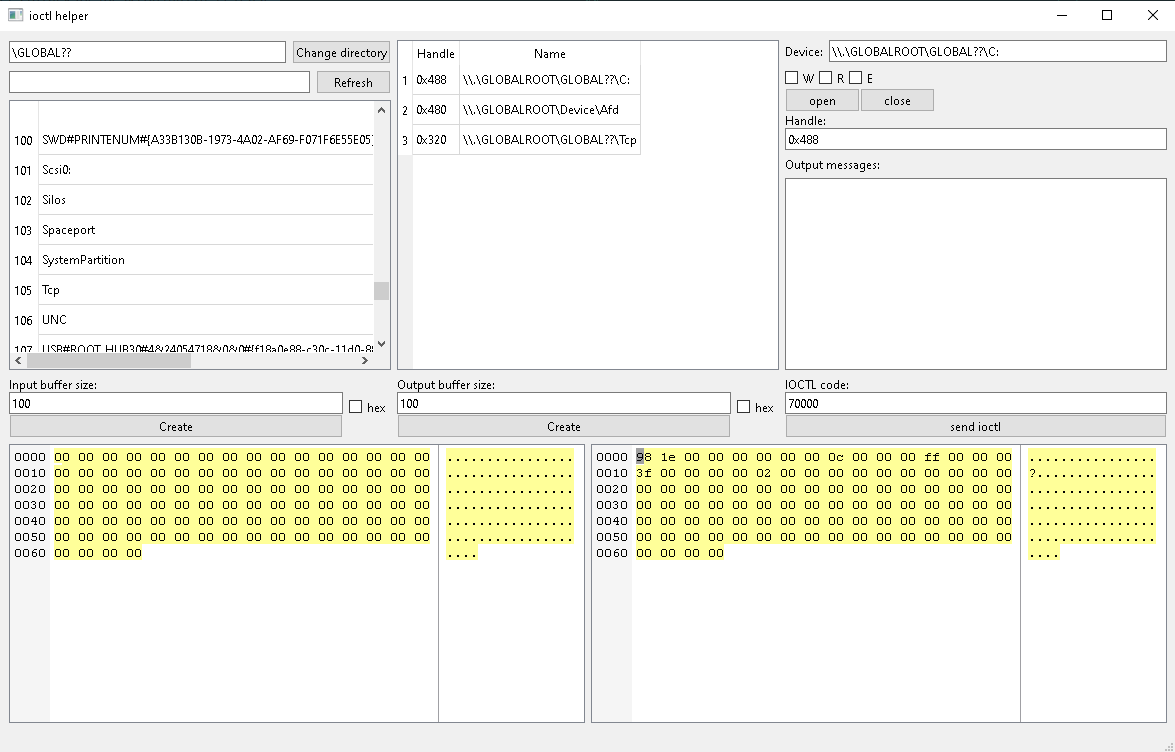 ioctl helper
\GLOBAL??
Change directory
Refresh
100 SWD#PRINTENUM#{A33B130B-1973-4A02-AF69-F071F6E55E05}
101 Scsi0:
102 Silos
103 Spaceport
104 SystemPartition
105 Tcp
106 UNC
107 USB#ROOT_HUB30#4&24054718&0&0#{f18a0e88-c30c-11d0-88
Handle Name
1 0x488 \\.\GLOBALROOT\GLOBAL??\C:
2 0x480 \\.\GLOBALROOT\Device\Afd
3 0x320 \\.\GLOBALROOT\GLOBAL??\Tcp
Device: \\.\GLOBALROOT\GLOBAL??\C:
W R E
open close
Handle:
0x488
Output messages:
Input buffer size:
100
hex
Create
Output buffer size:
100
hex
Create
IOCTL code:
70000
send ioctl
0000 00 00 00 00 00 00 00 00 00 00 00 00 00 00 00 00 ................
0010 00 00 00 00 00 00 00 00 00 00 00 00 00 00 00 00 ................
0020 00 00 00 00 00 00 00 00 00 00 00 00 00 00 00 00 ................
0030 00 00 00 00 00 00 00 00 00 00 00 00 00 00 00 00 ................
0040 00 00 00 00 00 00 00 00 00 00 00 00 00 00 00 00 ................
0050 00 00 00 00 00 00 00 00 00 00 00 00 00 00 00 00 ................
0060 00 00 00 00 ....
0000 98 1e 00 00 00 00 00 00 0c 00 00 00 ff 00 00 00 ................
0010 3f 00 00 00 00 02 00 00 00 00 00 00 00 00 00 00 ?...............
0020 00 00 00 00 00 00 00 00 00 00 00 00 00 00 00 00 ................
0030 00 00 00 00 00 00 00 00 00 00 00 00 00 00 00 00 ................
0040 00 00 00 00 00 00 00 00 00 00 00 00 00 00 00 00 ................
0050 00 00 00 00 00 00 00 00 00 00 00 00 00 00 00 00 ................
0060 00 00 00 00 ....